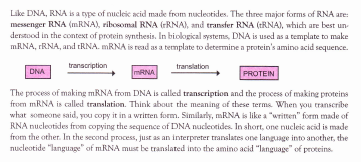 Like DNA, RNA is a type of nucleic acid made from nucleotides. The three major forms of RNA are:
messenger RNA (mRNA), ribosomal RNA (rRNA), and transfer RNA (tRNA), which are best un-
derstood in the context of protein synthesis. In biological systems, DNA is used as a template to make
mRNA, rRNA, and tRNA. mRNA is read as a template to determine a protein's amino acid sequence.
transcription translation
DNA mRNA PROTEIN
The process of making mRNA from DNA is called transcription and the process of making proteins
from mRNA is called translation. Think about the meaning of these terms. When you transcribe
what someone said, you copy it in a written form. Similarly, mRNA is like a "written" form made of
RNA nucleotides from copying the sequence of DNA nucleotides. In short, one nucleic acid is made
from the other. In the second process, just as an interpreter translates one language into another, the
nucleotide "language" of mRNA must be translated into the amino acid "language" of proteins.